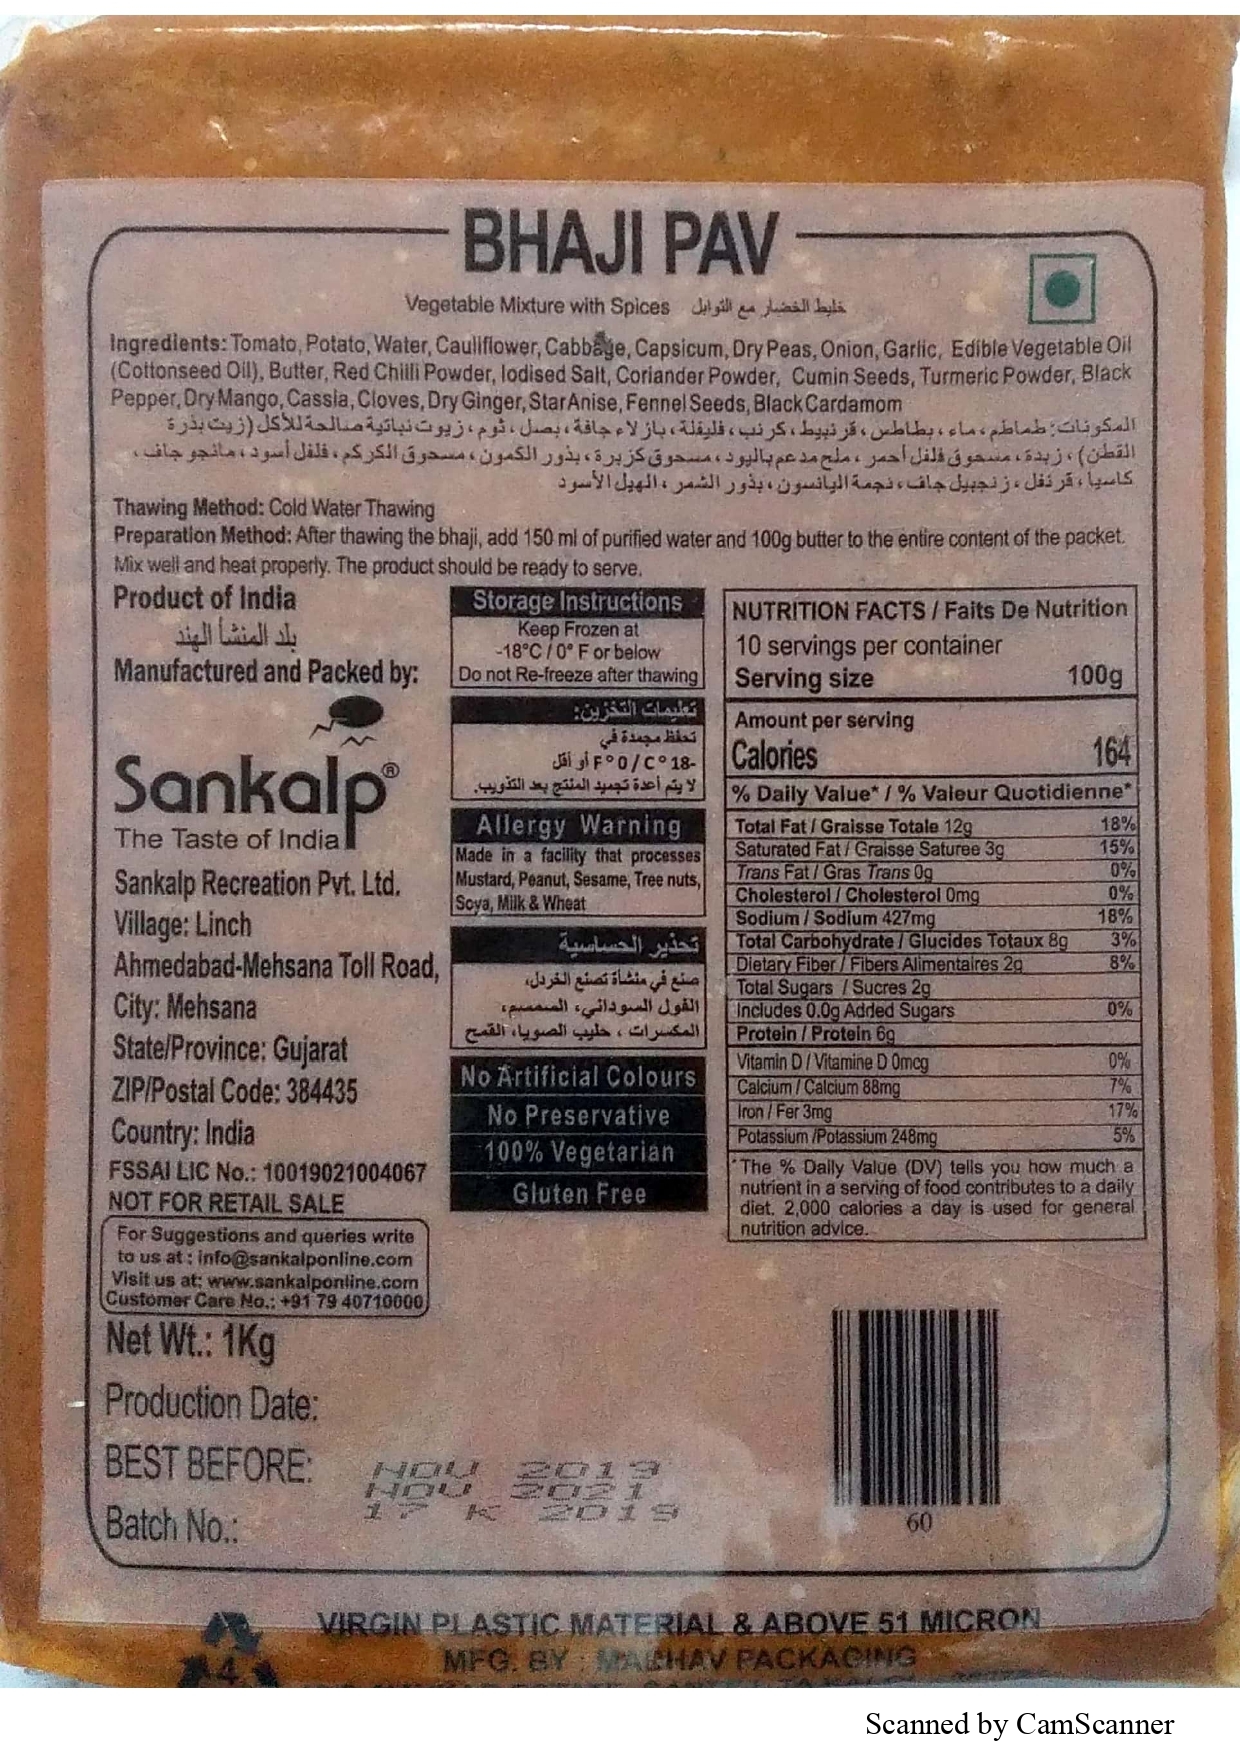 BHAJI PAV
Vegetable Mixture with Spices خليط الخضار مع التوابل
Ingredients: Tomato, Potato, Water, Cauliflower, Cabbage, Capsicum, Dry Peas, Onion, Garlic, Edible Vegetable Oil
(Cottonseed Oil), Butter, Red Chilli Powder, Iodised Salt, Coriander Powder, Cumin Seeds, Turmeric Powder, Black
Pepper, Dry Mango, Cassia, Cloves, Dry Ginger, Star Anise, Fennel Seeds, Black Cardamom
المكونات: طماطم، ماء، بطاطس، قرنبيط، كرنب، فليفلة، بازلاء جافة، بصل، ثوم، زيوت نباتية صالحة للأكل (زيت بذرة
القطن)، زبدة، مسحوق فلفل أحمر، ملح مدعم باليود، مسحوق كزبرة، بذور الكمون، مسحوق الكركم، فلفل أسود، مانجو جاف،
كاسيا، قرنفل، زنجبيل جاف، نجمة اليانسون، بذور الشمر، الهيل الأسود
Thawing Method: Cold Water Thawing
Preparation Method: After thawing the bhaji, add 150 ml of purified water and 100g butter to the entire content of the packet.
Mix well and heat properly. The product should be ready to serve.
Product of India
بلد المنشأ الهند
Manufactured and Packed by:
Sankalp®
The Taste of India
Sankalp Recreation Pvt. Ltd.
Village: Linch
Ahmedabad-Mehsana Toll Road,
City: Mehsana
State/Province: Gujarat
ZIP/Postal Code: 384435
Country: India
FSSAI LIC No.: 10019021004067
NOT FOR RETAIL SALE
For Suggestions and queries write
to us at : info@sankalponline.com
Visit us at: www.sankalponline.com
Customer Care No.: +91 79 40710000
Storage Instructions
Keep Frozen at
-18°C / 0° F or below
Do not Re-freeze after thawing
تعليمات التخزين:
تحفظ مجمدة في
-18 °F°0/C أو أقل
لا يتم أعدة تجميد المنتج بعد التذويب.
Allergy Warning
Made in a facility that processes
Mustard, Peanut, Sesame, Tree nuts,
Soya, Milk & Wheat
تحذير الحساسية
صنع في منشأة تصنع الخردل،
الفول السوداني، السمسم،
المكسرات ، حليب الصويا، القمح
No Artificial Colours
No Preservative
100% Vegetarian
Gluten Free
NUTRITION FACTS / Faits De Nutrition
10 servings per container
Serving size 100g
Amount per serving
Calories 164
% Daily Value* / % Valeur Quotidienne*
Total Fat / Graisse Totale 12g 18%
Saturated Fat / Graisse Saturee 3g 15%
Trans Fat / Gras Trans 0g 0%
Cholesterol / Cholesterol 0mg 0%
Sodium / Sodium 427mg 18%
Total Carbohydrate / Glucides Totaux 8g 3%
Dietary Fiber / Fibers Alimentaires 2g 8%
Total Sugars / Sucres 2g
Includes 0.0g Added Sugars 0%
Protein / Protein 6g
Vitamin D / Vitamine D 0mcg 0%
Calcium / Calcium 88mg 7%
Iron / Fer 3mg 17%
Potassium /Potassium 248mg 5%
*The % Daily Value (DV) tells you how much a
nutrient in a serving of food contributes to a daily
diet. 2,000 calories a day is used for general
nutrition advice.
Net Wt.: 1Kg
Production Date:
BEST BEFORE:
Batch No.:
NOV 2019
NOV 2021
17 K 2019
60
VIRGIN PLASTIC MATERIAL & ABOVE 51 MICRON
4
MFG. BY : MADHAV PACKAGING
Scanned by CamScanner